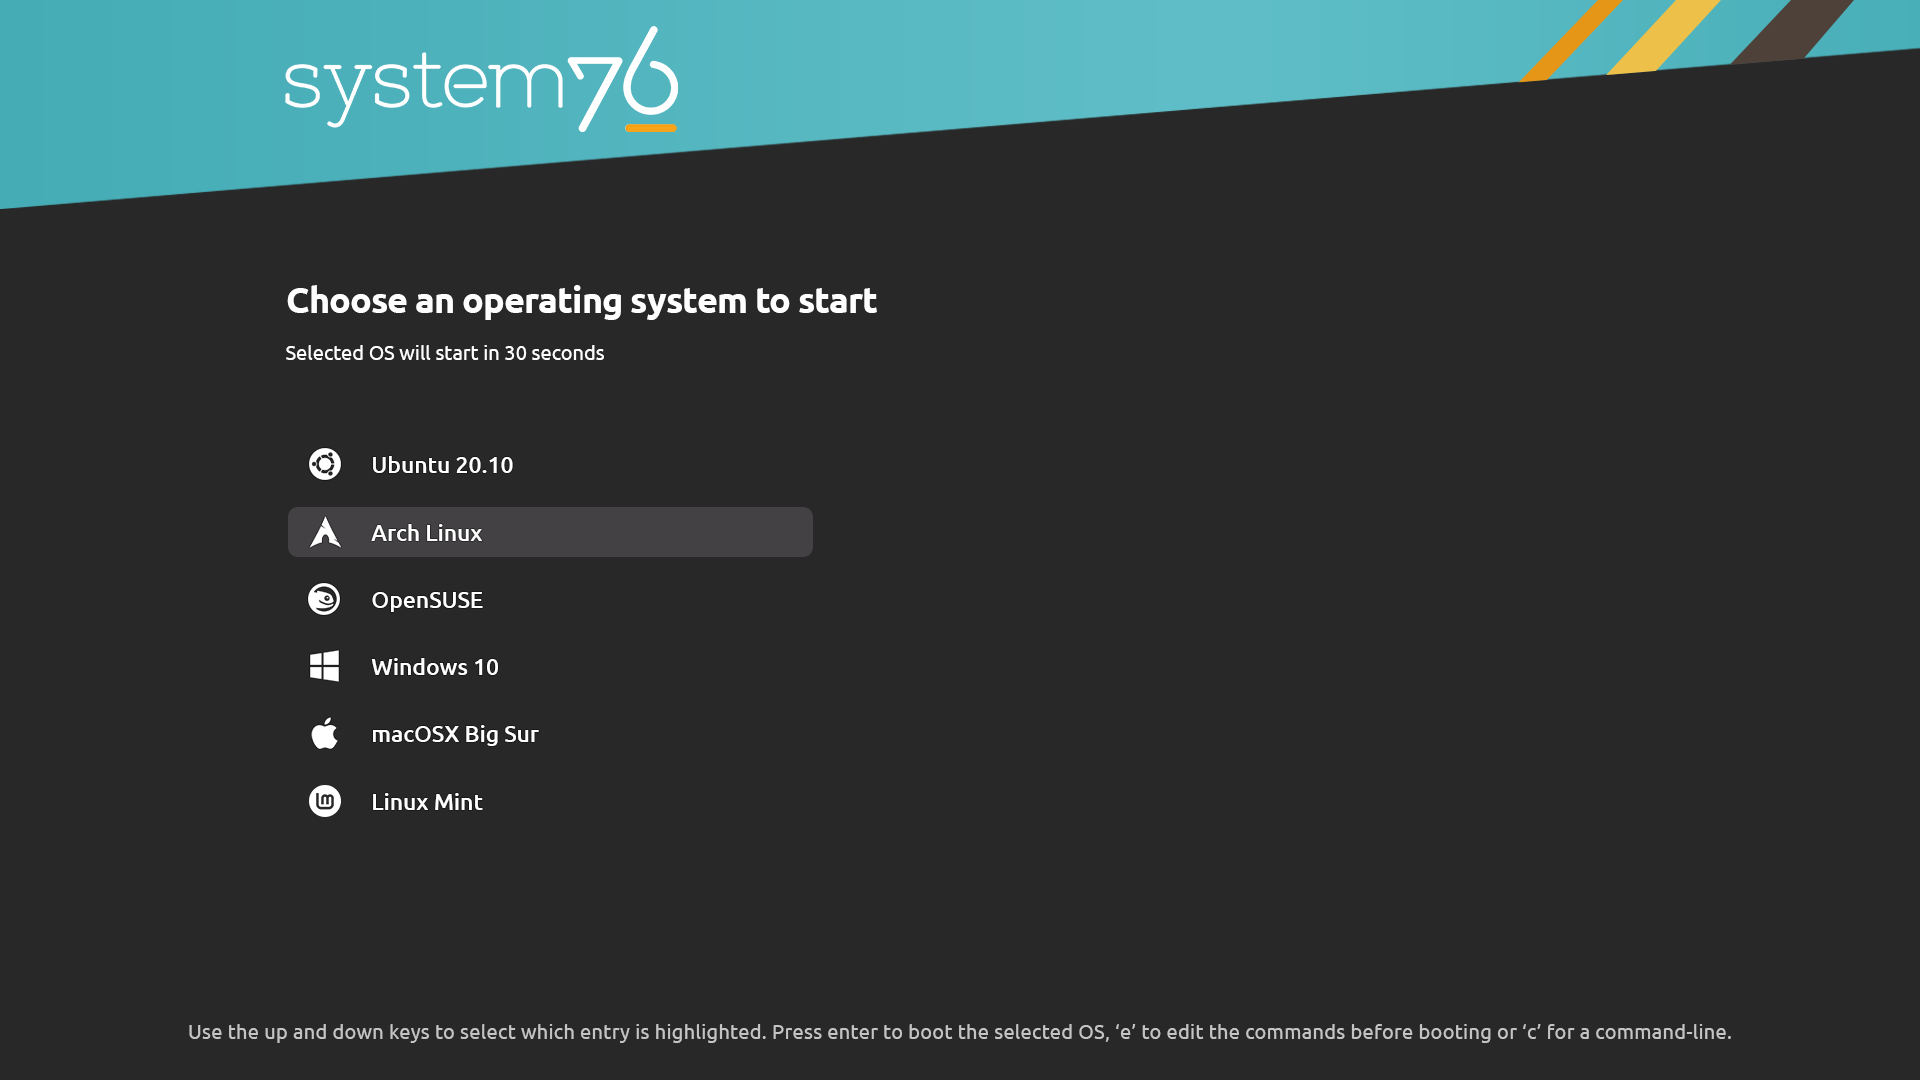 system76
Choose an operating system to start
Selected OS will start in 30 seconds
Ubuntu 20.10
Arch Linux
OpenSUSE
Windows 10
macOSX Big Sur
Linux Mint
Use the up and down keys to select which entry is highlighted. Press enter to boot the selected OS, ‘e’ to edit the commands before booting or ‘c’ for a command-line.